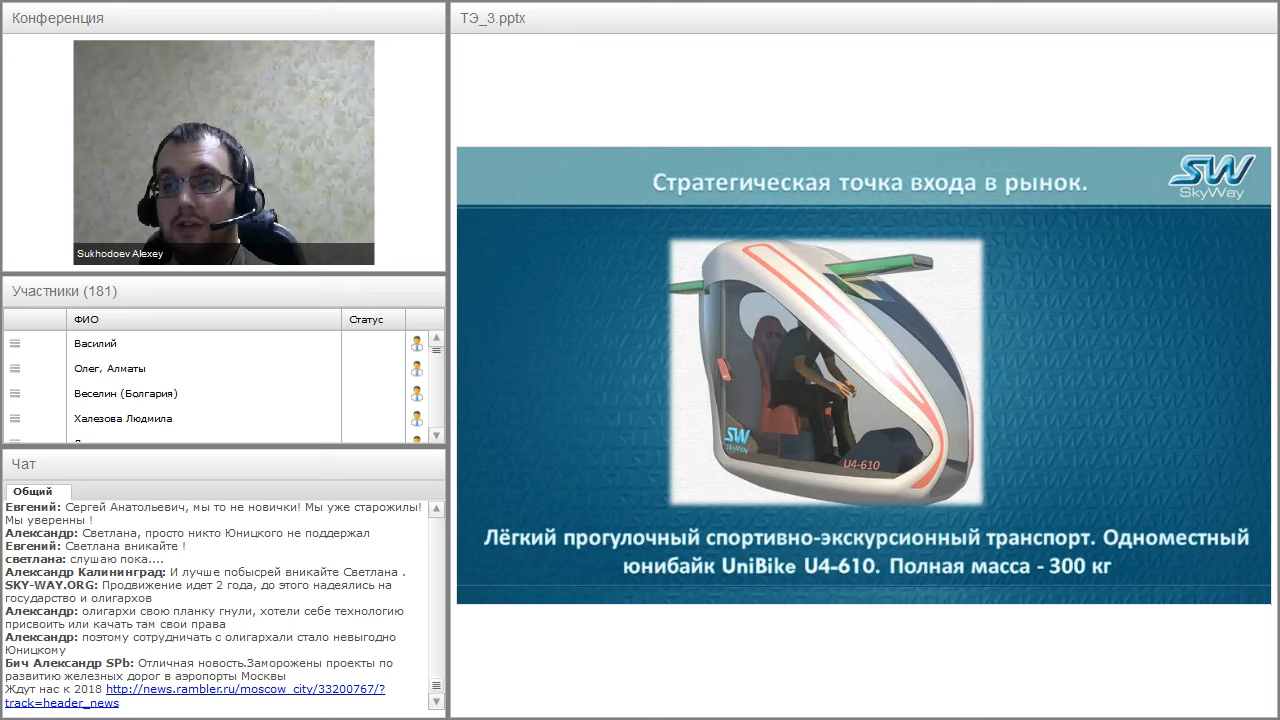 Конференция
Sukhodoev Alexey
Участники (181)
ФИО
Статус
Василий
Олег, Алматы
Веселин (Болгария)
Халезова Людмила
Чат
Общий
Евгений: Сергей Анатольевич, мы то не новички! Мы уже старожилы!
Мы уверенны !
Александр: Светлана, просто никто Юницкого не поддержал
Евгений: Светлана вникайте !
светлана: слушаю пока....
Александр Калининград: И лучше побысрей вникайте Светлана .
SKY-WAY.ORG: Продвижение идет 2 года, до этого надеялись на
государство и олигархов
Александр: олигархи свою планку гнули, хотели себе технологию
присвоить или качать там свои права
Александр: поэтому сотрудничать с олигархали стало невыгодно
Юницкому
Бич Александр SPb: Отличная новость.Заморожены проекты по
развитию железных дорог в аэропорты Москвы
Ждут нас к 2018 http://news.rambler.ru/moscow_city/33200767/?
track=header_news
ТЭ_3.pptx
Стратегическая точка входа в рынок.
SW
SkyWay
SW
SkyWay
U4-610
Лёгкий прогулочный спортивно-экскурсионный транспорт. Одноместный
юнибайк UniBike U4-610. Полная масса - 300 кг